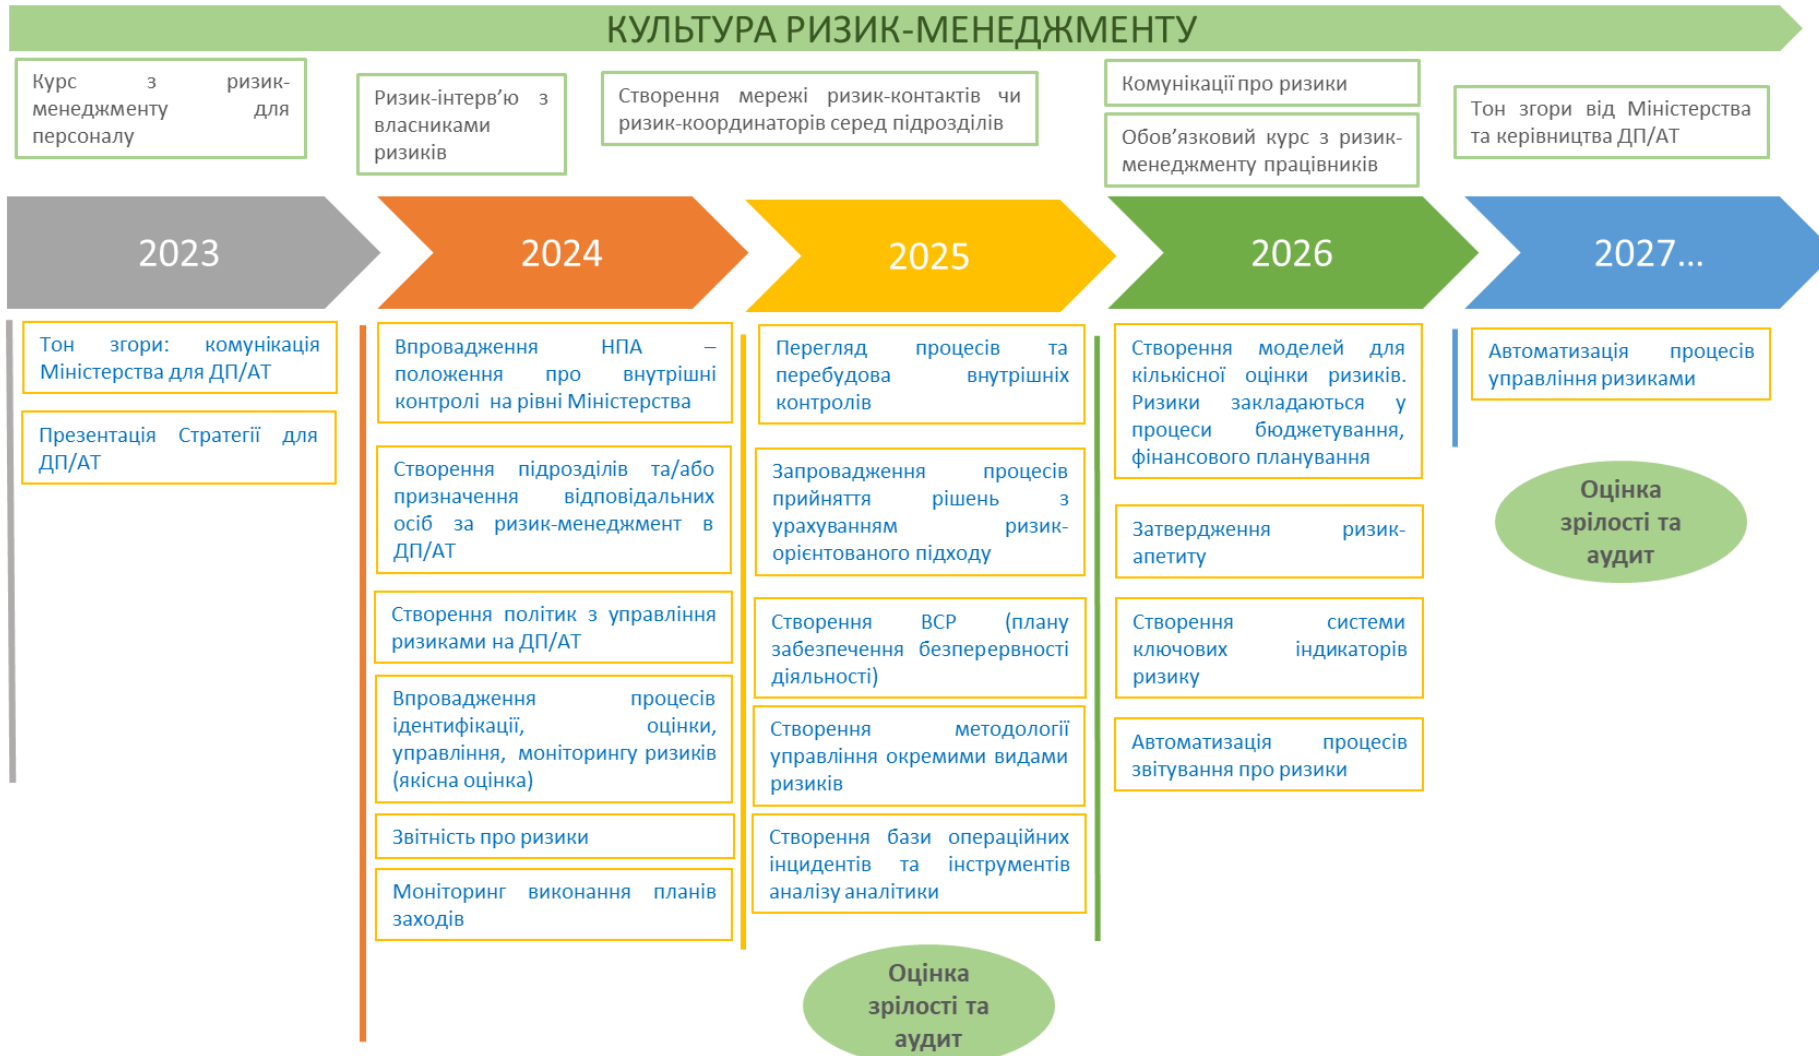 КУЛЬТУРА РИЗИК-МЕНЕДЖМЕНТУ
Курс з ризик-
менеджменту для
персоналу
Ризик-інтерв’ю з
власниками
ризиків
Створення мережі ризик-контактів чи
ризик-координаторів серед підрозділів
Комунікації про ризики
Обов’язковий курс з ризик-
менеджменту працівників
Тон згори від Міністерства
та керівництва ДП/АТ
2023
2024
2025
2026
2027...
Тон згори: комунікація
Міністерства для ДП/АТ
Презентація Стратегії для
ДП/АТ
Впровадження НПА –
положення про внутрішні
контролі на рівні Міністерства
Створення підрозділів та/або
призначення відповідальних
осіб за ризик-менеджмент в
ДП/АТ
Створення політик з управління
ризиками на ДП/АТ
Впровадження процесів
ідентифікації, оцінки,
управління, моніторингу ризиків
(якісна оцінка)
Звітність про ризики
Моніторинг виконання планів
заходів
Перегляд процесів та
перебудова внутрішніх
контролів
Запровадження процесів
прийняття рішень з
урахуванням ризик-
орієнтованого підходу
Створення BCP (плану
забезпечення безперервності
діяльності)
Створення методології
управління окремими видами
ризиків
Створення бази операційних
інцидентів та інструментів
аналізу аналітики
Оцінка
зрілості та
аудит
Створення моделей для
кількісної оцінки ризиків.
Ризики закладаються у
процеси бюджетування,
фінансового планування
Затвердження ризик-
апетиту
Створення системи
ключових індикаторів
ризику
Автоматизація процесів
звітування про ризики
Автоматизація процесів
управління ризиками
Оцінка
зрілості та
аудит